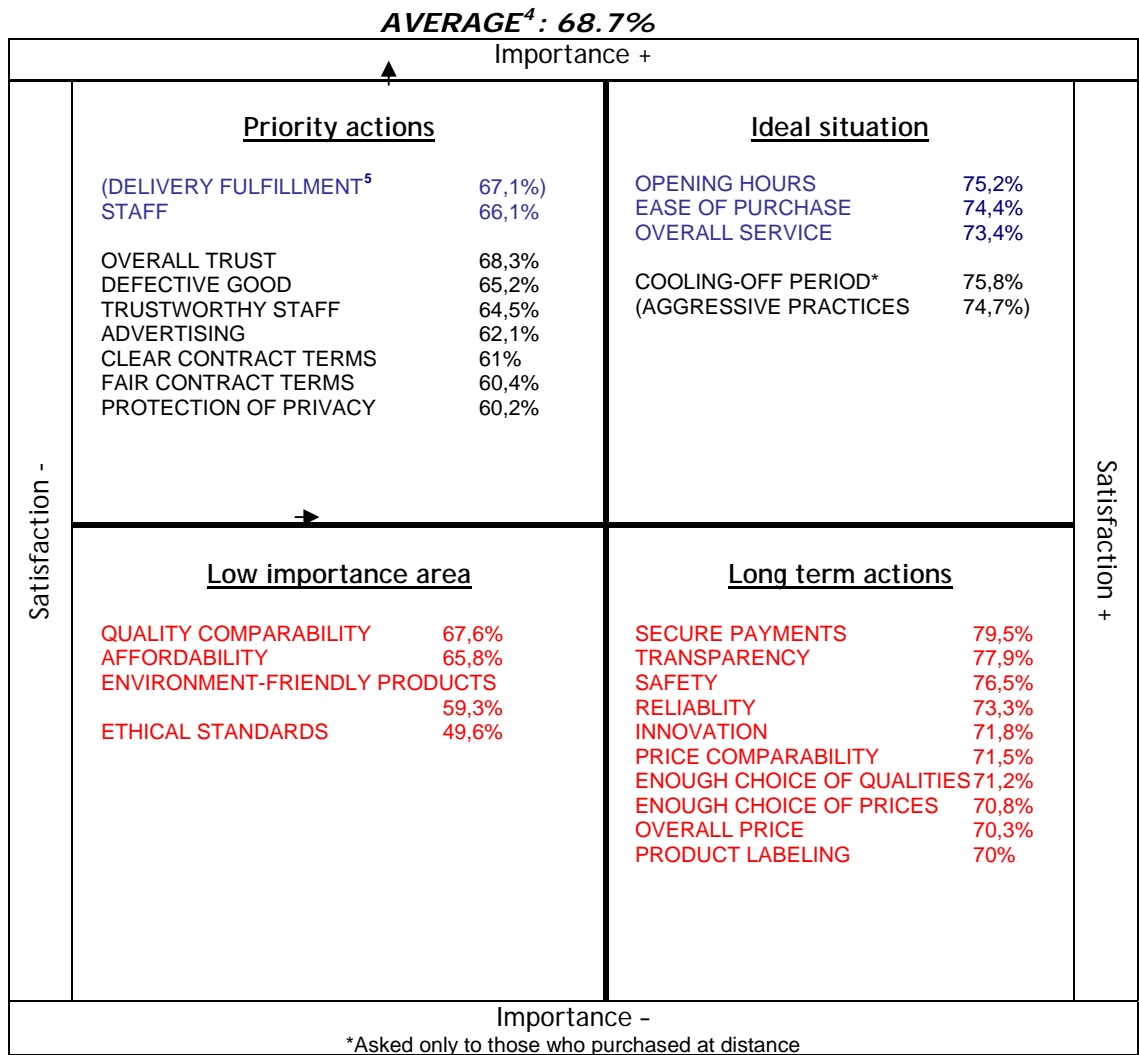 AVERAGE4: 68.7%
Importance +
Satisfaction -
Priority actions
(DELIVERY FULFILLMENT5 67,1%)
STAFF 66,1%
OVERALL TRUST 68,3%
DEFECTIVE GOOD 65,2%
TRUSTWORTHY STAFF 64,5%
ADVERTISING 62,1%
CLEAR CONTRACT TERMS 61%
FAIR CONTRACT TERMS 60,4%
PROTECTION OF PRIVACY 60,2%
Ideal situation
OPENING HOURS 75,2%
EASE OF PURCHASE 74,4%
OVERALL SERVICE 73,4%
COOLING-OFF PERIOD* 75,8%
(AGGRESSIVE PRACTICES 74,7%)
Low importance area
QUALITY COMPARABILITY 67,6%
AFFORDABILITY 65,8%
ENVIRONMENT-FRIENDLY PRODUCTS
59,3%
ETHICAL STANDARDS 49,6%
Long term actions
SECURE PAYMENTS 79,5%
TRANSPARENCY 77,9%
SAFETY 76,5%
RELIABLITY 73,3%
INNOVATION 71,8%
PRICE COMPARABILITY 71,5%
ENOUGH CHOICE OF QUALITIES 71,2%
ENOUGH CHOICE OF PRICES 70,8%
OVERALL PRICE 70,3%
PRODUCT LABELING 70%
Satisfaction +
Importance –
*Asked only to those who purchased at distance